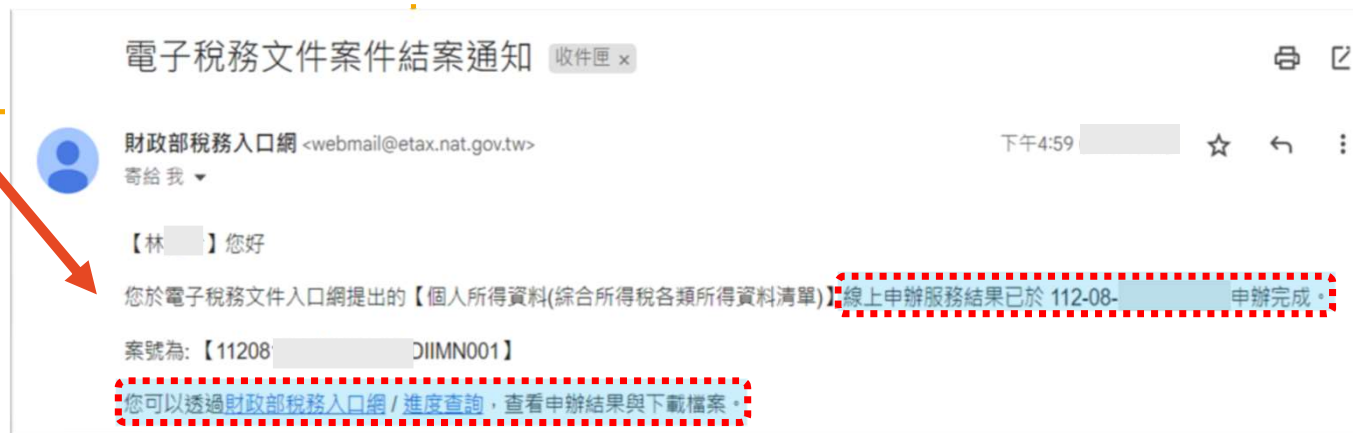 電子稅務文件案件結案通知 收件匣 x
財政部稅務入口網 <webmail@etax.nat.gov.tw> 下午4:59
寄給 我
【林 】您好
您於電子稅務文件入口網提出的【個人所得資料(綜合所得稅各類所得資料清單)】線上申辦服務結果已於 112-08- 申辦完成。
案號為:【11208 DIIMN001】
您可以透過財政部稅務入口網 / 進度查詢，查看申辦結果與下載檔案。